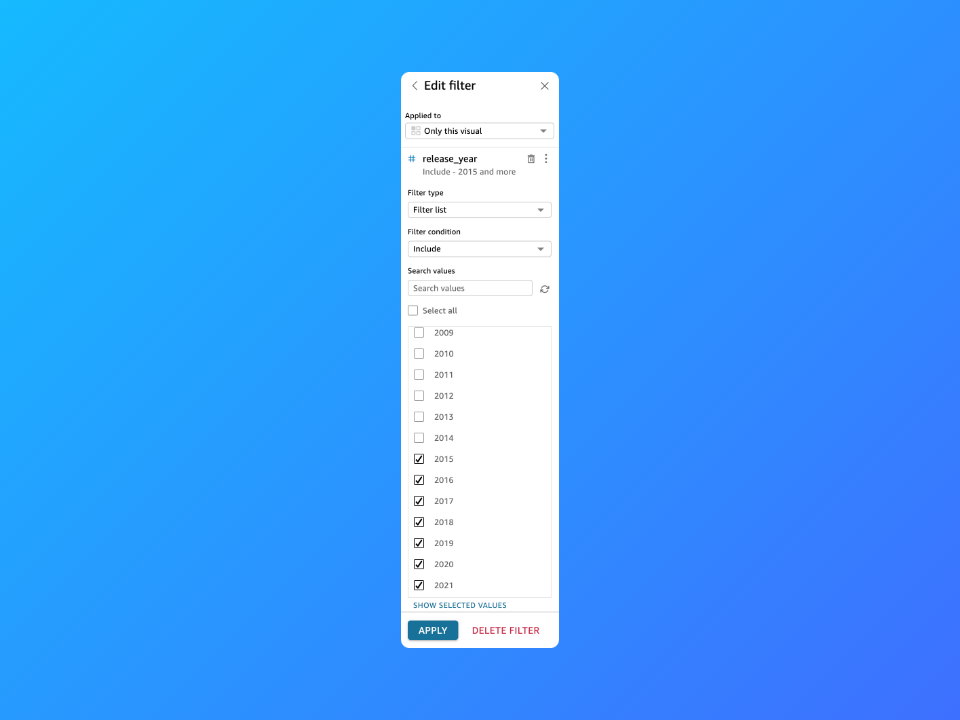 Edit filter
Applied to
Only this visual
# release_year
Include - 2015 and more
Filter type
Filter list
Filter condition
Include
Search values
Search values
Select all
2009
2010
2011
2012
2013
2014
2015
2016
2017
2018
2019
2020
2021
SHOW SELECTED VALUES
APPLY DELETE FILTER